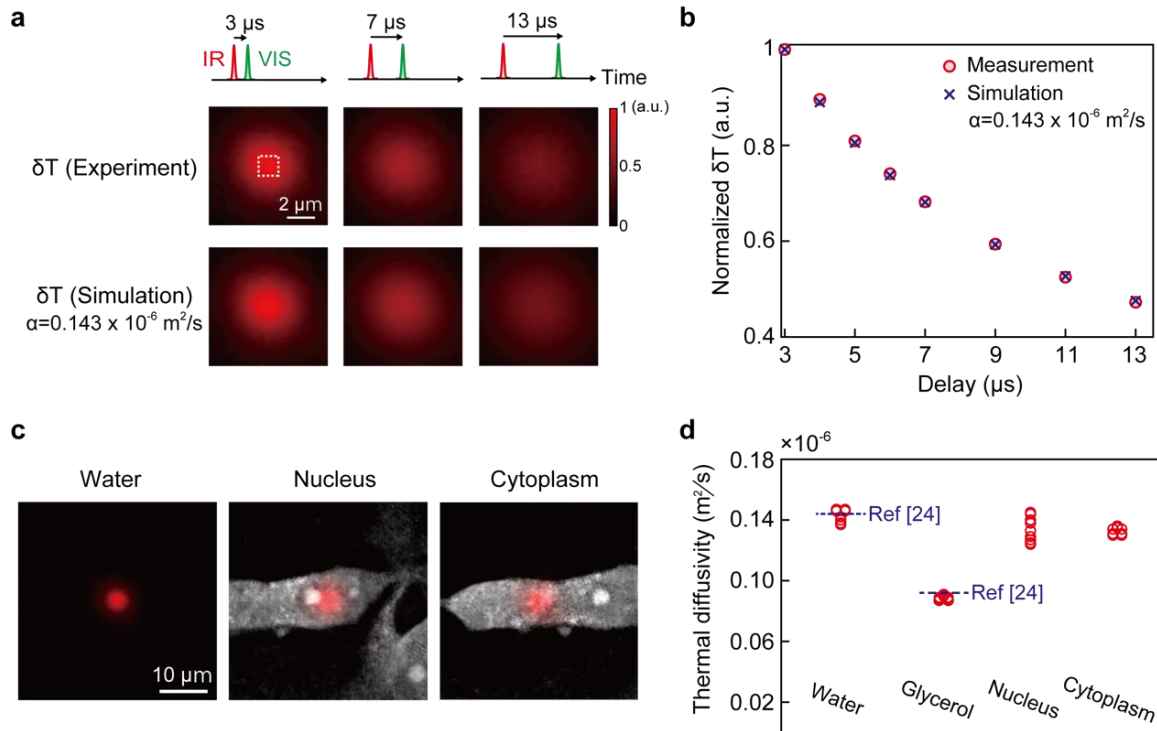 a
3 µs
7 µs
13 µs
IR
VIS
Time
1 (a.u.)
0.5
0
δT (Experiment)
2 µm
δT (Simulation)
α=0.143 x 10⁻⁶ m²/s
b
Normalized δT (a.u.)
1
0.8
0.6
0.4
Measurement
Simulation
α=0.143 x 10⁻⁶ m²/s
3 5 7 9 11 13
Delay (µs)
c
Water
Nucleus
Cytoplasm
10 µm
d
×10⁻⁶
Thermal diffusivity (m²/s)
0.18
0.14
0.10
0.06
0.02
Ref [24]
Ref [24]
Water
Glycerol
Nucleus
Cytoplasm